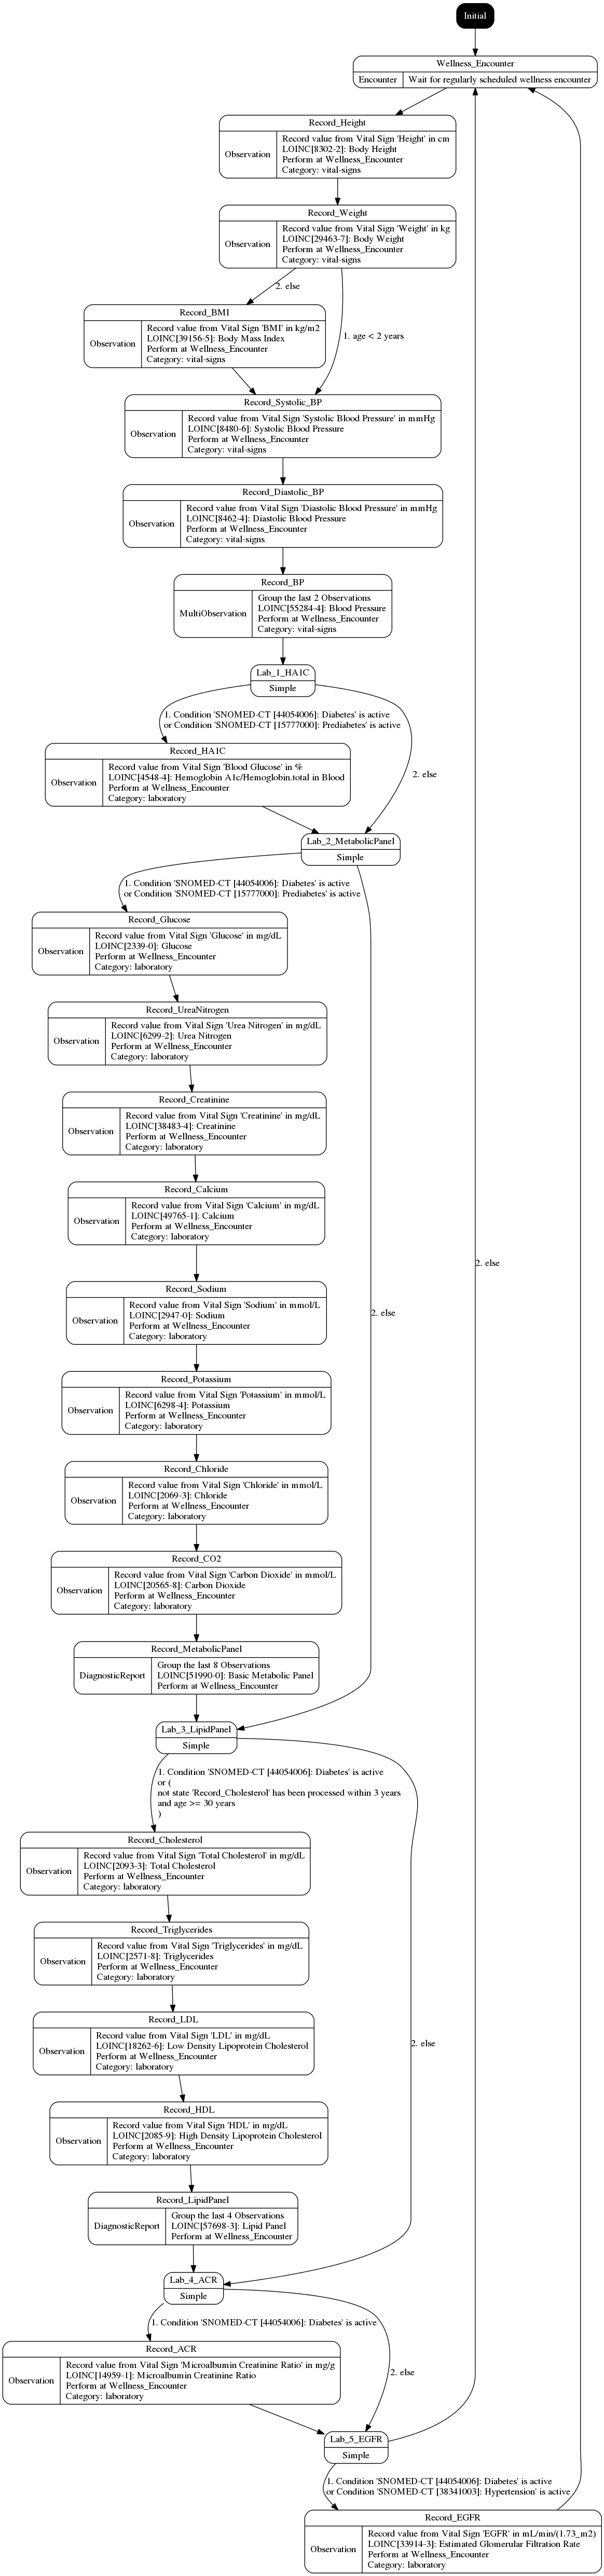 Initial
Wellness_Encounter
Encounter
Wait for regularly scheduled wellness encounter
Record_Height
Observation
Record value from Vital Sign 'Height' in cm
LOINC[8302-2]: Body Height
Perform at Wellness_Encounter
Category: vital-signs
Record_Weight
Observation
Record value from Vital Sign 'Weight' in kg
LOINC[29463-7]: Body Weight
Perform at Wellness_Encounter
Category: vital-signs
2. else
1. age < 2 years
Record_BMI
Observation
Record value from Vital Sign 'BMI' in kg/m2
LOINC[39156-5]: Body Mass Index
Perform at Wellness_Encounter
Category: vital-signs
Record_Systolic_BP
Observation
Record value from Vital Sign 'Systolic Blood Pressure' in mmHg
LOINC[8480-6]: Systolic Blood Pressure
Perform at Wellness_Encounter
Category: vital-signs
Record_Diastolic_BP
Observation
Record value from Vital Sign 'Diastolic Blood Pressure' in mmHg
LOINC[8462-4]: Diastolic Blood Pressure
Perform at Wellness_Encounter
Category: vital-signs
Record_BP
MultiObservation
Group the last 2 Observations
LOINC[55284-4]: Blood Pressure
Perform at Wellness_Encounter
Category: vital-signs
Lab_1_HA1C
Simple
1. Condition 'SNOMED-CT [44054006]: Diabetes' is active
or Condition 'SNOMED-CT [15777000]: Prediabetes' is active
2. else
Record_HA1C
Observation
Record value from Vital Sign 'Blood Glucose' in %
LOINC[4548-4]: Hemoglobin A1c/Hemoglobin.total in Blood
Perform at Wellness_Encounter
Category: laboratory
Lab_2_MetabolicPanel
Simple
1. Condition 'SNOMED-CT [44054006]: Diabetes' is active
or Condition 'SNOMED-CT [15777000]: Prediabetes' is active
Record_Glucose
Observation
Record value from Vital Sign 'Glucose' in mg/dL
LOINC[2339-0]: Glucose
Perform at Wellness_Encounter
Category: laboratory
Record_UreaNitrogen
Observation
Record value from Vital Sign 'Urea Nitrogen' in mg/dL
LOINC[6299-2]: Urea Nitrogen
Perform at Wellness_Encounter
Category: laboratory
Record_Creatinine
Observation
Record value from Vital Sign 'Creatinine' in mg/dL
LOINC[38483-4]: Creatinine
Perform at Wellness_Encounter
Category: laboratory
Record_Calcium
Observation
Record value from Vital Sign 'Calcium' in mg/dL
LOINC[49765-1]: Calcium
Perform at Wellness_Encounter
Category: laboratory
2. else
Record_Sodium
Observation
Record value from Vital Sign 'Sodium' in mmol/L
LOINC[2947-0]: Sodium
Perform at Wellness_Encounter
Category: laboratory
2. else
Record_Potassium
Observation
Record value from Vital Sign 'Potassium' in mmol/L
LOINC[6298-4]: Potassium
Perform at Wellness_Encounter
Category: laboratory
Record_Chloride
Observation
Record value from Vital Sign 'Chloride' in mmol/L
LOINC[2069-3]: Chloride
Perform at Wellness_Encounter
Category: laboratory
Record_CO2
Observation
Record value from Vital Sign 'Carbon Dioxide' in mmol/L
LOINC[20565-8]: Carbon Dioxide
Perform at Wellness_Encounter
Category: laboratory
Record_MetabolicPanel
DiagnosticReport
Group the last 8 Observations
LOINC[51990-0]: Basic Metabolic Panel
Perform at Wellness_Encounter
Lab_3_LipidPanel
Simple
1. Condition 'SNOMED-CT [44054006]: Diabetes' is active
or (
not state 'Record_Cholesterol' has been processed within 3 years
and age >= 30 years
)
Record_Cholesterol
Observation
Record value from Vital Sign 'Total Cholesterol' in mg/dL
LOINC[2093-3]: Total Cholesterol
Perform at Wellness_Encounter
Category: laboratory
Record_Triglycerides
Observation
Record value from Vital Sign 'Triglycerides' in mg/dL
LOINC[2571-8]: Triglycerides
Perform at Wellness_Encounter
Category: laboratory
Record_LDL
Observation
Record value from Vital Sign 'LDL' in mg/dL
LOINC[18262-6]: Low Density Lipoprotein Cholesterol
Perform at Wellness_Encounter
Category: laboratory
2. else
Record_HDL
Observation
Record value from Vital Sign 'HDL' in mg/dL
LOINC[2085-9]: High Density Lipoprotein Cholesterol
Perform at Wellness_Encounter
Category: laboratory
Record_LipidPanel
DiagnosticReport
Group the last 4 Observations
LOINC[57698-3]: Lipid Panel
Perform at Wellness_Encounter
Lab_4_ACR
Simple
1. Condition 'SNOMED-CT [44054006]: Diabetes' is active
2. else
Record_ACR
Observation
Record value from Vital Sign 'Microalbumin Creatinine Ratio' in mg/g
LOINC[14959-1]: Microalbumin Creatinine Ratio
Perform at Wellness_Encounter
Category: laboratory
Lab_5_EGFR
Simple
1. Condition 'SNOMED-CT [44054006]: Diabetes' is active
or Condition 'SNOMED-CT [38341003]: Hypertension' is active
Record_EGFR
Observation
Record value from Vital Sign 'EGFR' in mL/min/(1.73_m2)
LOINC[33914-3]: Estimated Glomerular Filtration Rate
Perform at Wellness_Encounter
Category: laboratory